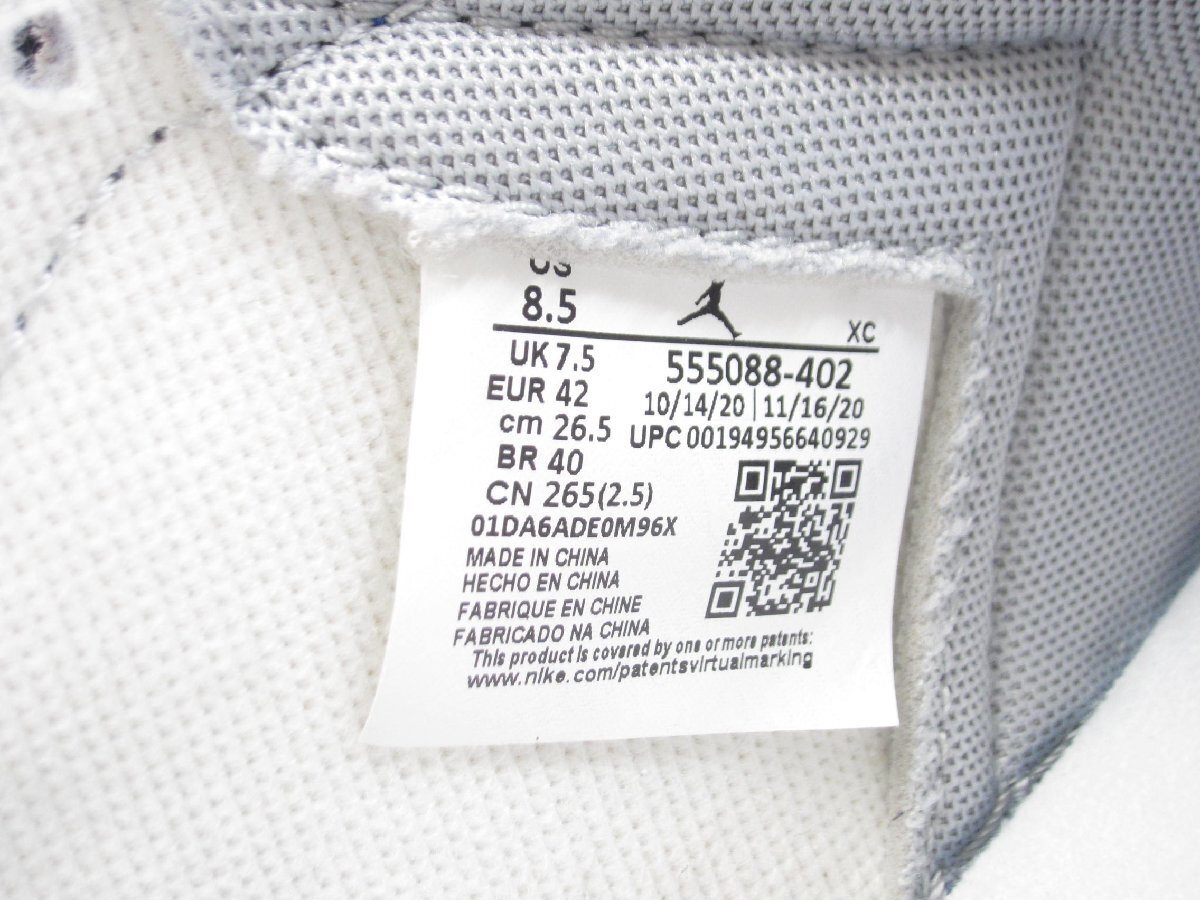 US
8.5
XC
UK 7.5
555088-402
EUR 42
10/14/20 | 11/16/20
cm 26.5
UPC 00194956640929
BR 40
CN 265(2.5)
01DA6ADE0M96X
MADE IN CHINA
HECHO EN CHINA
FABRIQUE EN CHINE
FABRICADO NA CHINA
This product is covered by one or more patents:
www.nike.com/patentsvirtualmarking